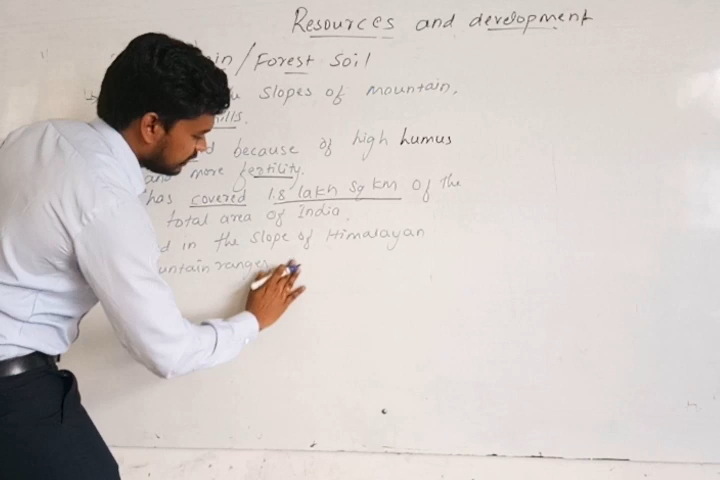 Resources and development
in / Forest Soil
Slopes of mountain,
hills.
because of high humus
and more fertility.
has covered 1.8 lakh sq km of the
total area of India.
d in the slope of Himalayan
untain ranges